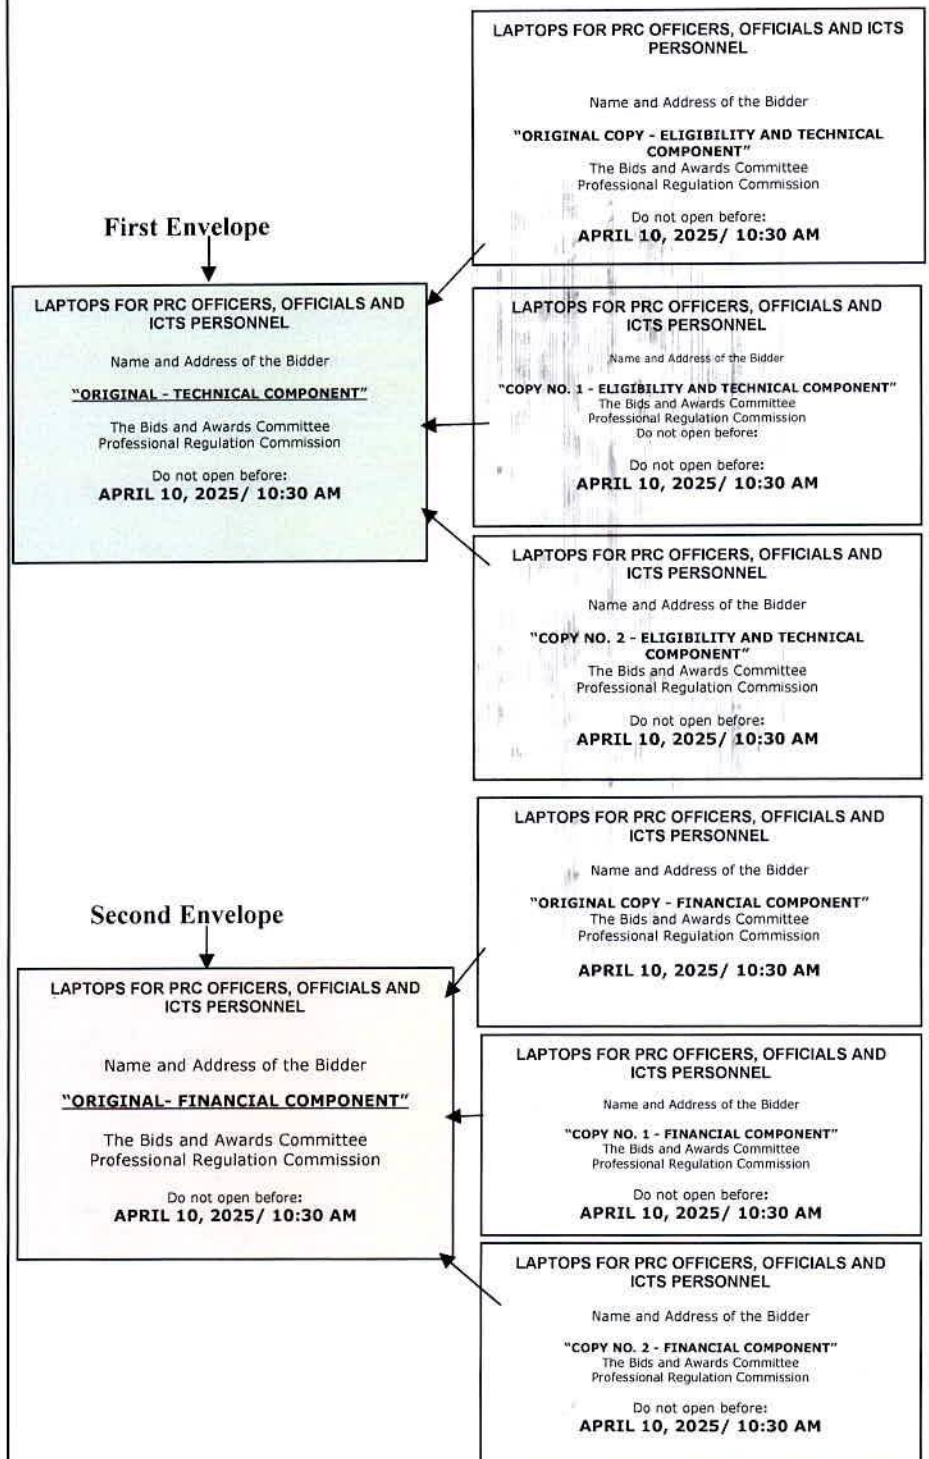 LAPTOPS FOR PRC OFFICERS, OFFICIALS AND ICTS
PERSONNEL
Name and Address of the Bidder
“ORIGINAL COPY - ELIGIBILITY AND TECHNICAL
COMPONENT”
The Bids and Awards Committee
Professional Regulation Commission
Do not open before:
APRIL 10, 2025/ 10:30 AM
First Envelope
LAPTOPS FOR PRC OFFICERS, OFFICIALS AND
ICTS PERSONNEL
Name and Address of the Bidder
“ORIGINAL - TECHNICAL COMPONENT”
The Bids and Awards Committee
Professional Regulation Commission
Do not open before:
APRIL 10, 2025/ 10:30 AM
LAPTOPS FOR PRC OFFICERS, OFFICIALS AND
ICTS PERSONNEL
Name and Address of the Bidder
“COPY NO. 1 - ELIGIBILITY AND TECHNICAL COMPONENT”
The Bids and Awards Committee
Professional Regulation Commission
Do not open before:
Do not open before:
APRIL 10, 2025/ 10:30 AM
LAPTOPS FOR PRC OFFICERS, OFFICIALS AND
ICTS PERSONNEL
Name and Address of the Bidder
“COPY NO. 2 - ELIGIBILITY AND TECHNICAL
COMPONENT”
The Bids and Awards Committee
Professional Regulation Commission
Do not open before:
APRIL 10, 2025/ 10:30 AM
LAPTOPS FOR PRC OFFICERS, OFFICIALS AND
ICTS PERSONNEL
Name and Address of the Bidder
“ORIGINAL COPY - FINANCIAL COMPONENT”
The Bids and Awards Committee
Professional Regulation Commission
APRIL 10, 2025/ 10:30 AM
Second Envelope
LAPTOPS FOR PRC OFFICERS, OFFICIALS AND
ICTS PERSONNEL
Name and Address of the Bidder
“ORIGINAL- FINANCIAL COMPONENT”
The Bids and Awards Committee
Professional Regulation Commission
Do not open before:
APRIL 10, 2025/ 10:30 AM
LAPTOPS FOR PRC OFFICERS, OFFICIALS AND
ICTS PERSONNEL
Name and Address of the Bidder
“COPY NO. 1 - FINANCIAL COMPONENT”
The Bids and Awards Committee
Professional Regulation Commission
Do not open before:
APRIL 10, 2025/ 10:30 AM
LAPTOPS FOR PRC OFFICERS, OFFICIALS AND
ICTS PERSONNEL
Name and Address of the Bidder
“COPY NO. 2 - FINANCIAL COMPONENT”
The Bids and Awards Committee
Professional Regulation Commission
Do not open before:
APRIL 10, 2025/ 10:30 AM